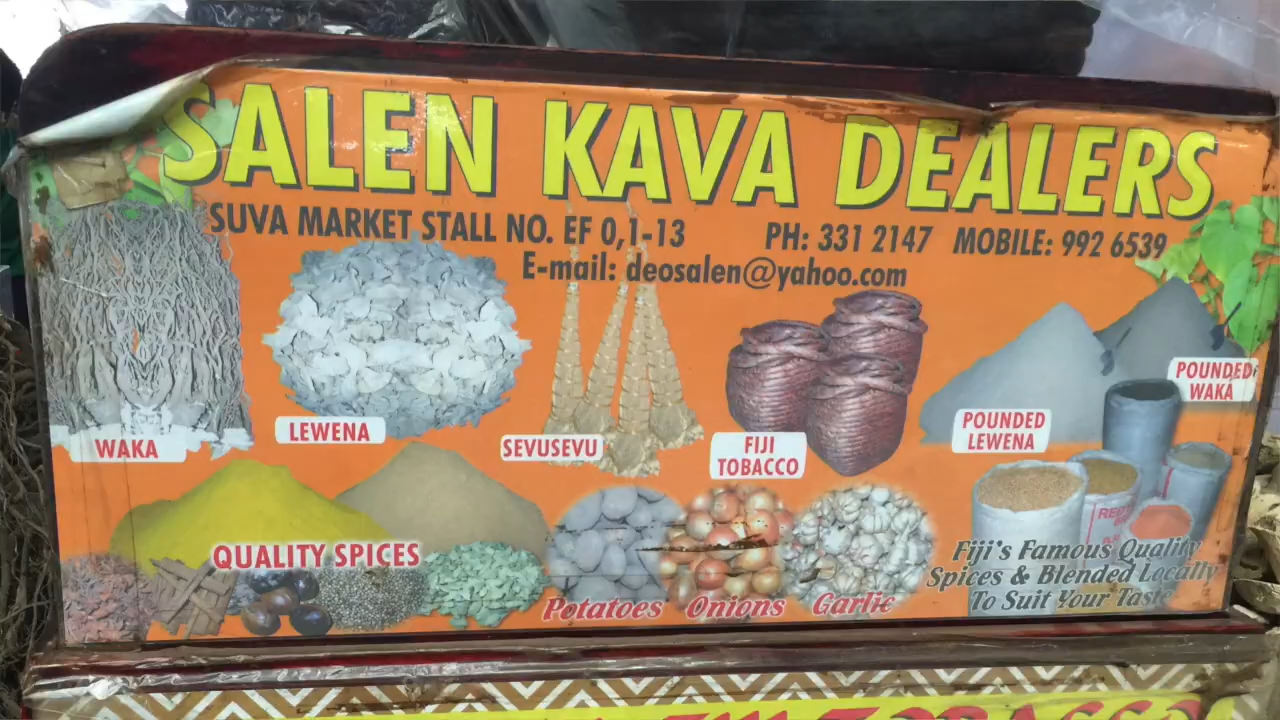 SALEN KAVA DEALERS
SUVA MARKET STALL NO. EF 0,1-13 PH: 331 2147 MOBILE: 992 6539
E-mail: deosalen@yahoo.com
WAKA
LEWENA
SEVUSEVU
FIJI
TOBACCO
POUNDED
LEWENA
POUNDED
WAKA
QUALITY SPICES
Potatoes Onions Garlic
Fiji's Famous Quality
Spices & Blended Locally
To Suit Your Taste
TOBACCO